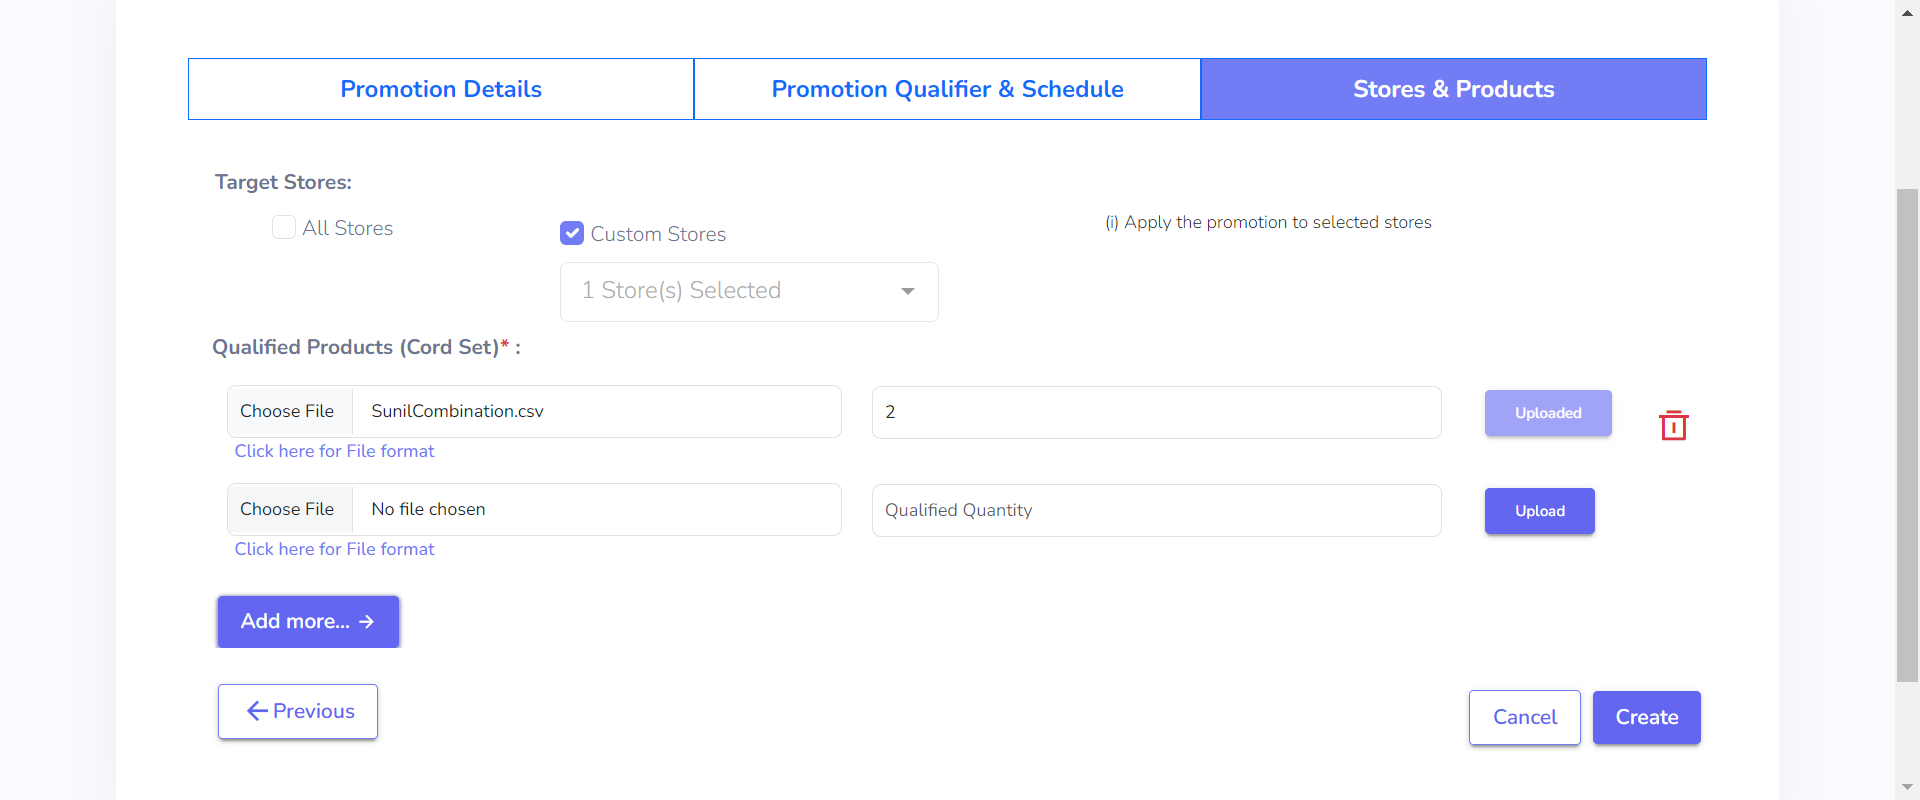 Promotion Details
Promotion Qualifier & Schedule
Stores & Products
Target Stores:
All Stores
Custom Stores
(i) Apply the promotion to selected stores
1 Store(s) Selected
Qualified Products (Cord Set)* :
Choose File
SunilCombination.csv
2
Uploaded
Click here for File format
Choose File
No file chosen
Qualified Quantity
Upload
Click here for File format
Add more... →
←Previous
Cancel
Create